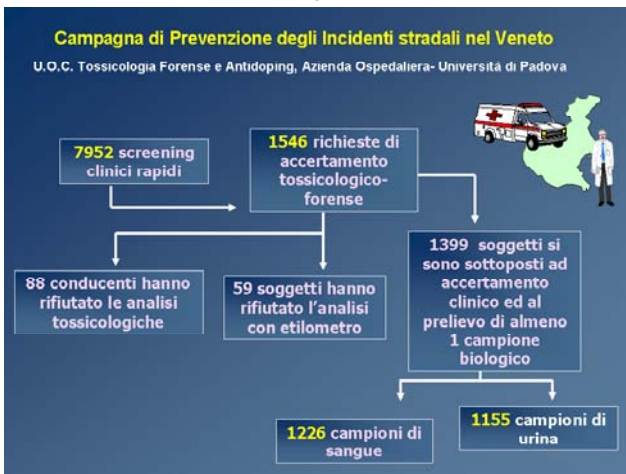 Campagna di Prevenzione degli Incidenti stradali nel Veneto
U.O.C. Tossicologia Forense e Antidoping, Azienda Ospedaliera- Università di Padova
7952 screening
clinici rapidi
1546 richieste di
accertamento
tossicologico-
forense
88 conducenti hanno
rifiutato le analisi
tossicologiche
59 soggetti hanno
rifiutato l'analisi
con etilometro
1399 soggetti si
sono sottoposti ad
accertamento
clinico ed al
prelievo di almeno
1 campione
biologico
1226 campioni di
sangue
1155 campioni di
urina